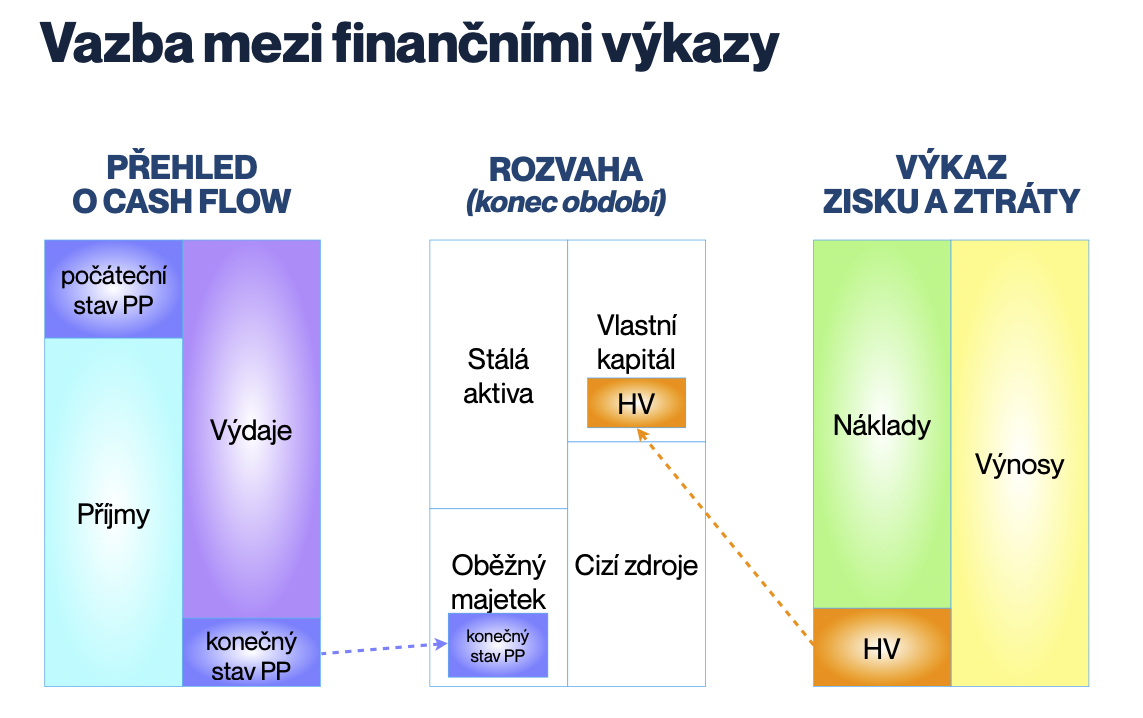 Vazba mezi finančními výkazy
PŘEHLED
O CASH FLOW
počáteční
stav PP
Příjmy
Výdaje
konečný
stav PP
ROZVAHA
(konec období)
Stálá
aktiva
Oběžný
majetek
konečný
stav PP
Vlastní
kapitál
HV
Cizí zdroje
VÝKAZ
ZISKU A ZTRÁTY
Náklady
HV
Výnosy